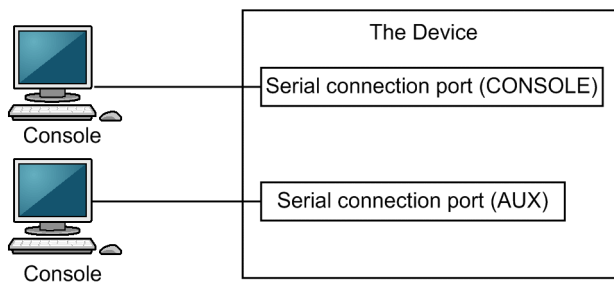 The Device
Serial connection port (CONSOLE)
Console
Serial connection port (AUX)
Console